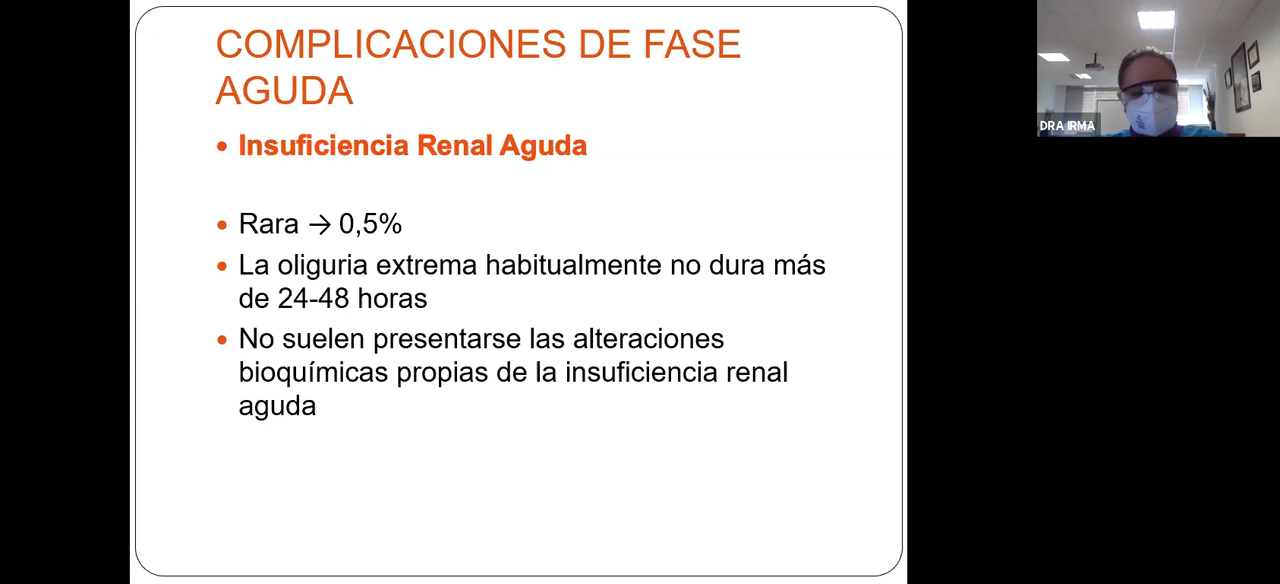 COMPLICACIONES DE FASE
AGUDA
• Insuficiencia Renal Aguda
• Rara → 0,5%
• La oliguria extrema habitualmente no dura más
de 24-48 horas
• No suelen presentarse las alteraciones
bioquímicas propias de la insuficiencia renal
aguda
DRA IRMA